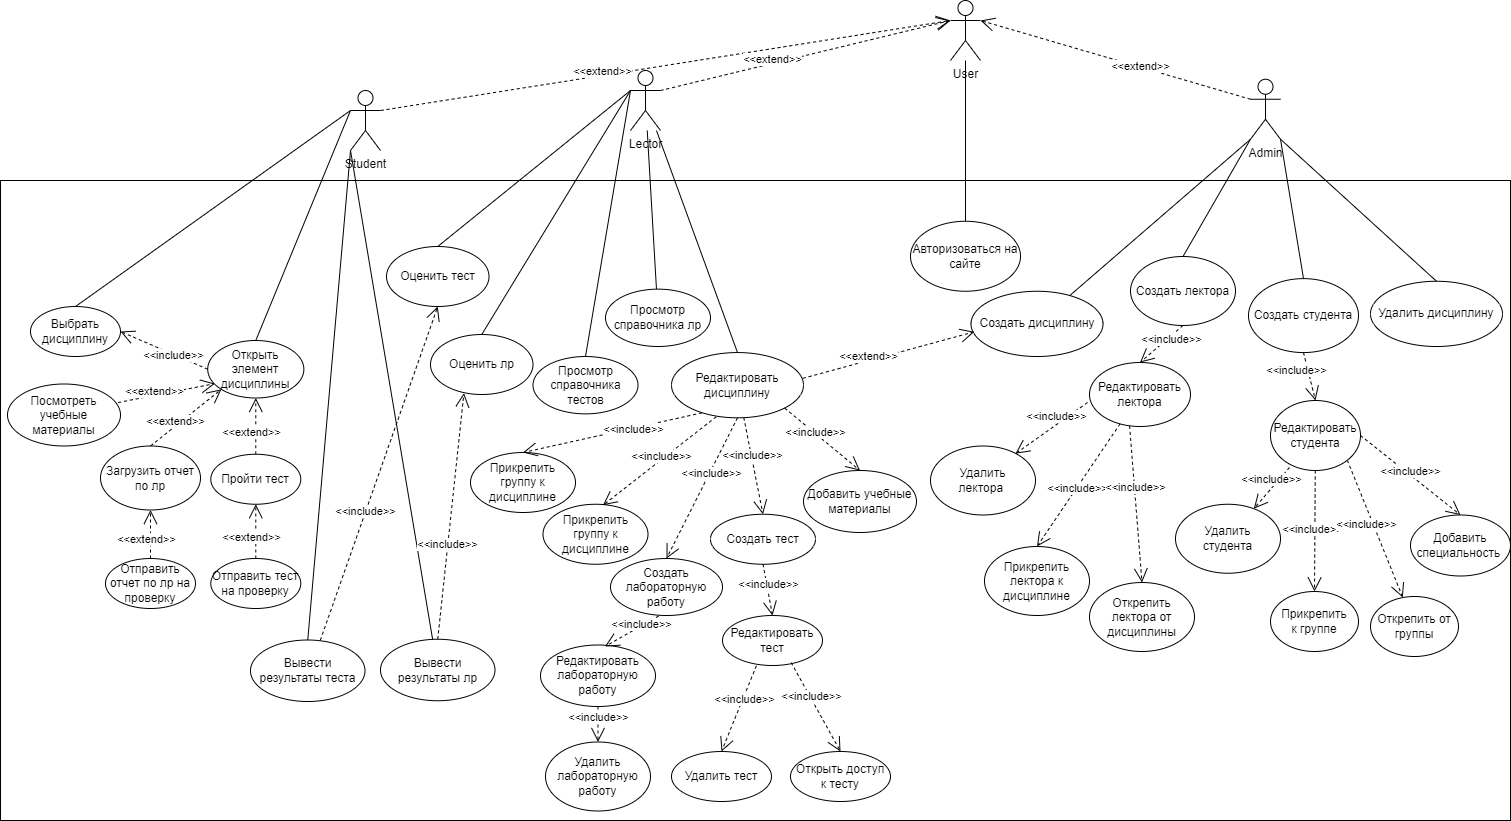 User
<<extend>>
<<extend>>
<<extend>>
Student
Lector
Admin
Авторизоваться на
сайте
Оценить тест
Создать лектора
Просмотр
справочника лр
Создать студента
Удалить дисциплину
Создать дисциплину
Выбрать
дисциплину
<<include>>
<<include>>
<<extend>>
Открыть
элемент
дисциплины
Оценить лр
Просмотр
справочника
тестов
Редактировать
дисциплину
<<include>>
Посмотреть
учебные
материалы
<<extend>>
<<extend>>
<<extend>>
Редактировать
лектора
<<include>>
Редактировать
студента
<<include>>
<<include>>
<<include>>
<<include>>
<<include>>
<<include>>
Загрузить отчет
по лр
Пройти тест
Прикрепить
группу к
дисциплине
Добавить учебные
материалы
Удалить
лектора
<<include>>
<<include>>
<<include>>
<<include>>
<<include>>
<<include>>
<<include>>
<<extend>>
<<extend>>
<<include>>
Прикрепить
группу к
дисциплине
Создать тест
Удалить
студента
Добавить
специальность
Отправить
отчет по лр на
проверку
Отправить тест
на проверку
Создать
лабораторную
работу
<<include>>
Прикрепить
лектора к
дисциплине
Открепить
лектора от
дисциплины
Прикрепить
к группе
Открепить от
группы
<<include>>
Редактировать
тест
Вывести
результаты теста
Вывести
результаты лр
Редактировать
лабораторную
работу
<<include>>
<<include>>
<<include>>
Удалить
лабораторную
работу
Удалить тест
Открыть доступ
к тесту